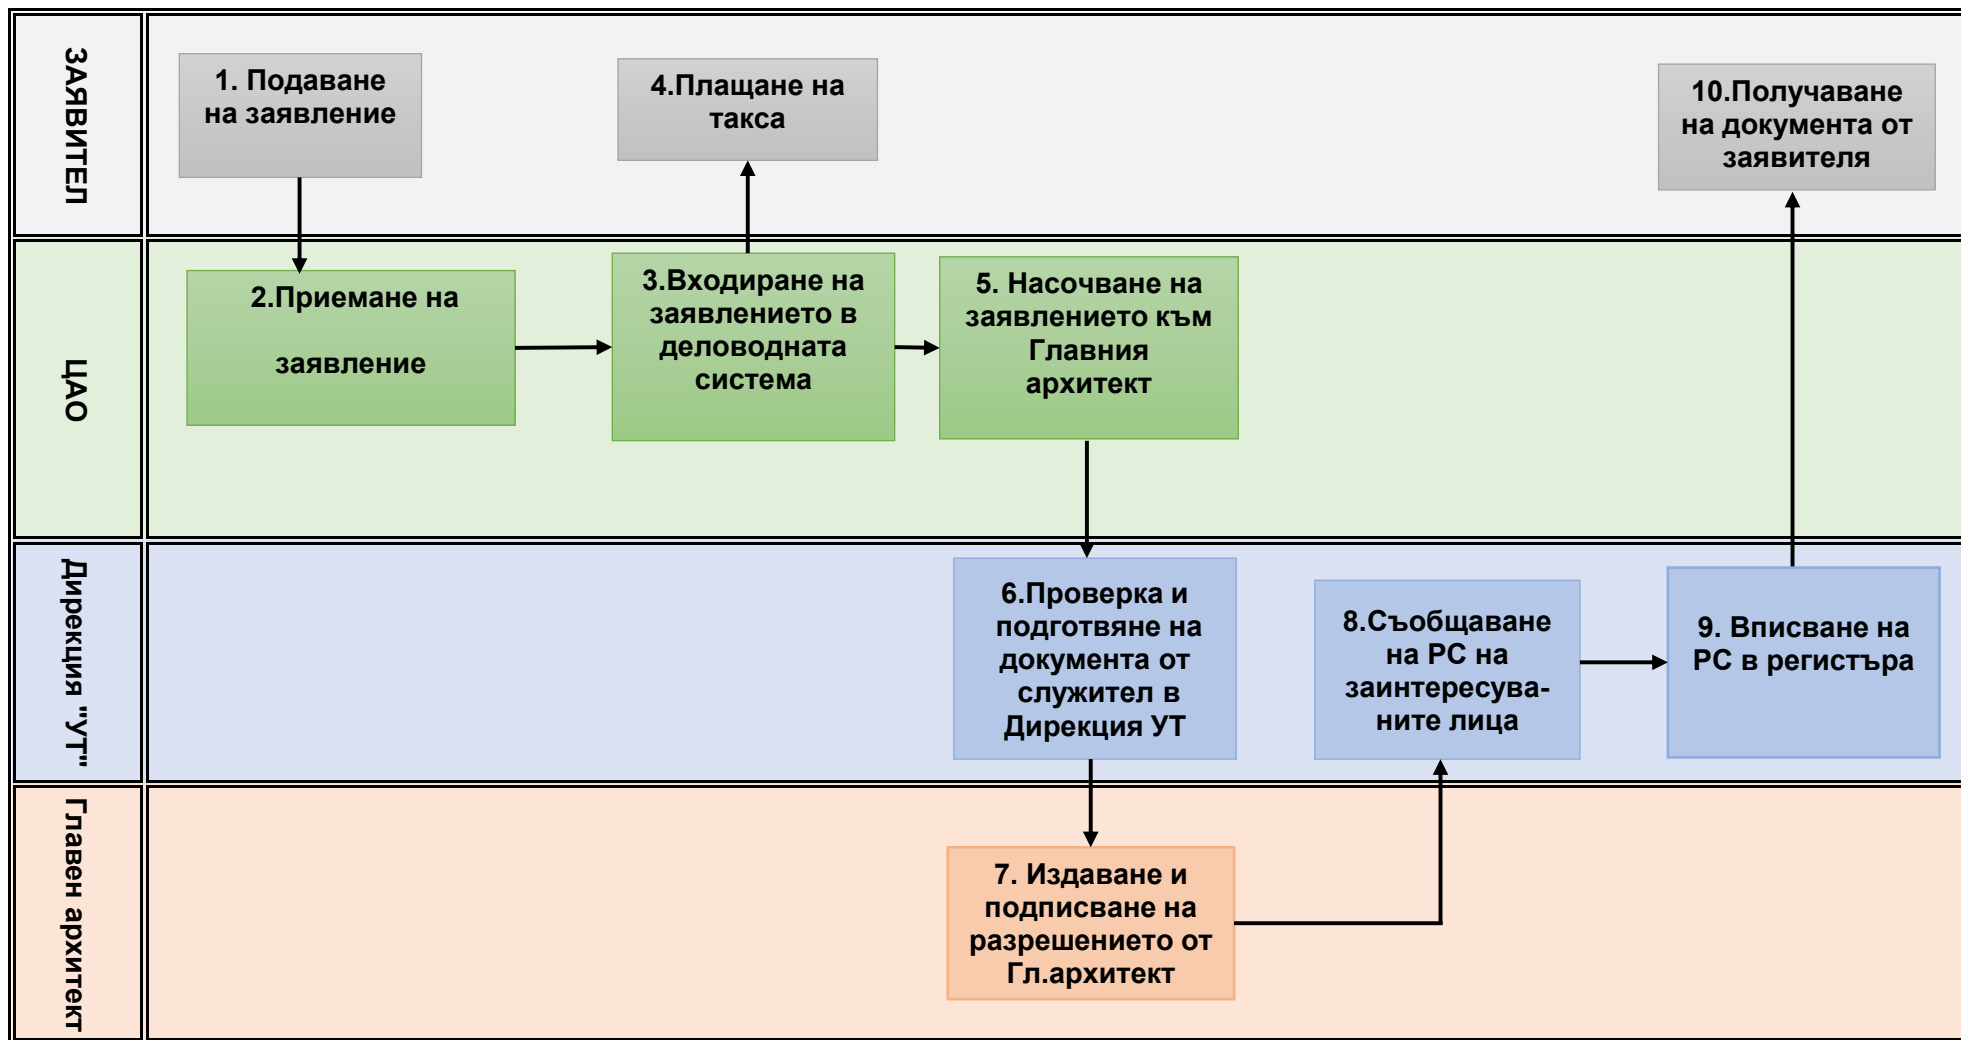 ЗАЯВИТЕЛ
1. Подаване
на заявление
4.Плащане на
такса
10.Получаване
на документа от
заявителя
ЦАО
2.Приемане на
заявление
3.Входиране на
заявлението в
деловодната
система
5. Насочване на
заявлението към
Главния
архитект
Дирекция "УТ"
6.Проверка и
подготвяне на
документа от
служител в
Дирекция УТ
8.Съобщаване
на РС на
заинтересува-
ните лица
9. Вписване на
РС в регистъра
Главен архитект
7. Издаване и
подписване на
разрешението от
Гл.архитект